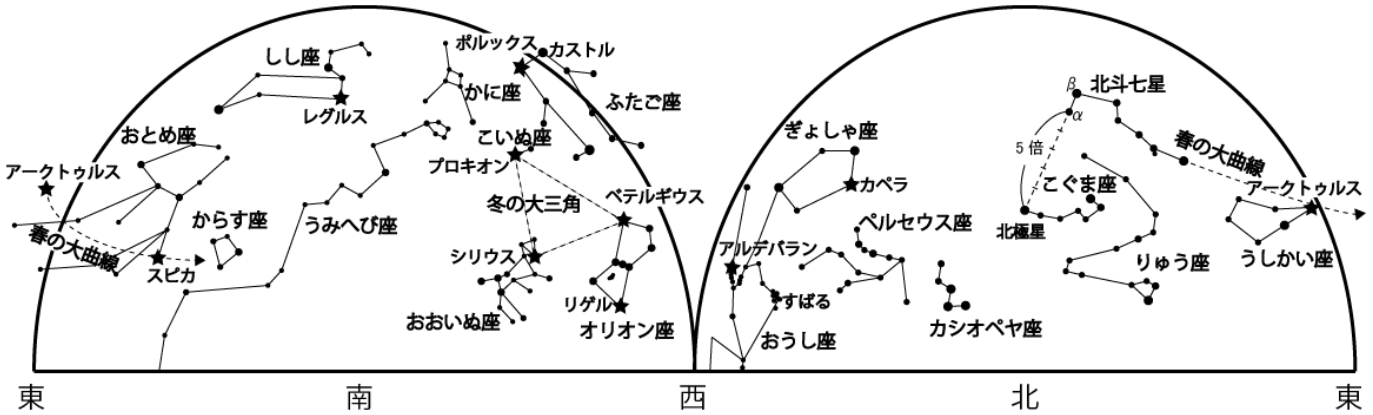 しし座
レグルス
ポルックス
カストル
かに座
ふたご座
おとめ座
アークトゥルス
こいぬ座
プロキオン
ベテルギウス
冬の大三角
からす座
うみへび座
春の大曲線
スピカ
シリウス
リゲル
おおいぬ座
オリオン座
ぎょしゃ座
カペラ
ペルセウス座
アルデバラン
すばる
おうし座
カシオペヤ座
β
北斗七星
α
5倍
こぐま座
北極星
春の大曲線
アークトゥルス
りゅう座
うしかい座
東
南
西
北
東